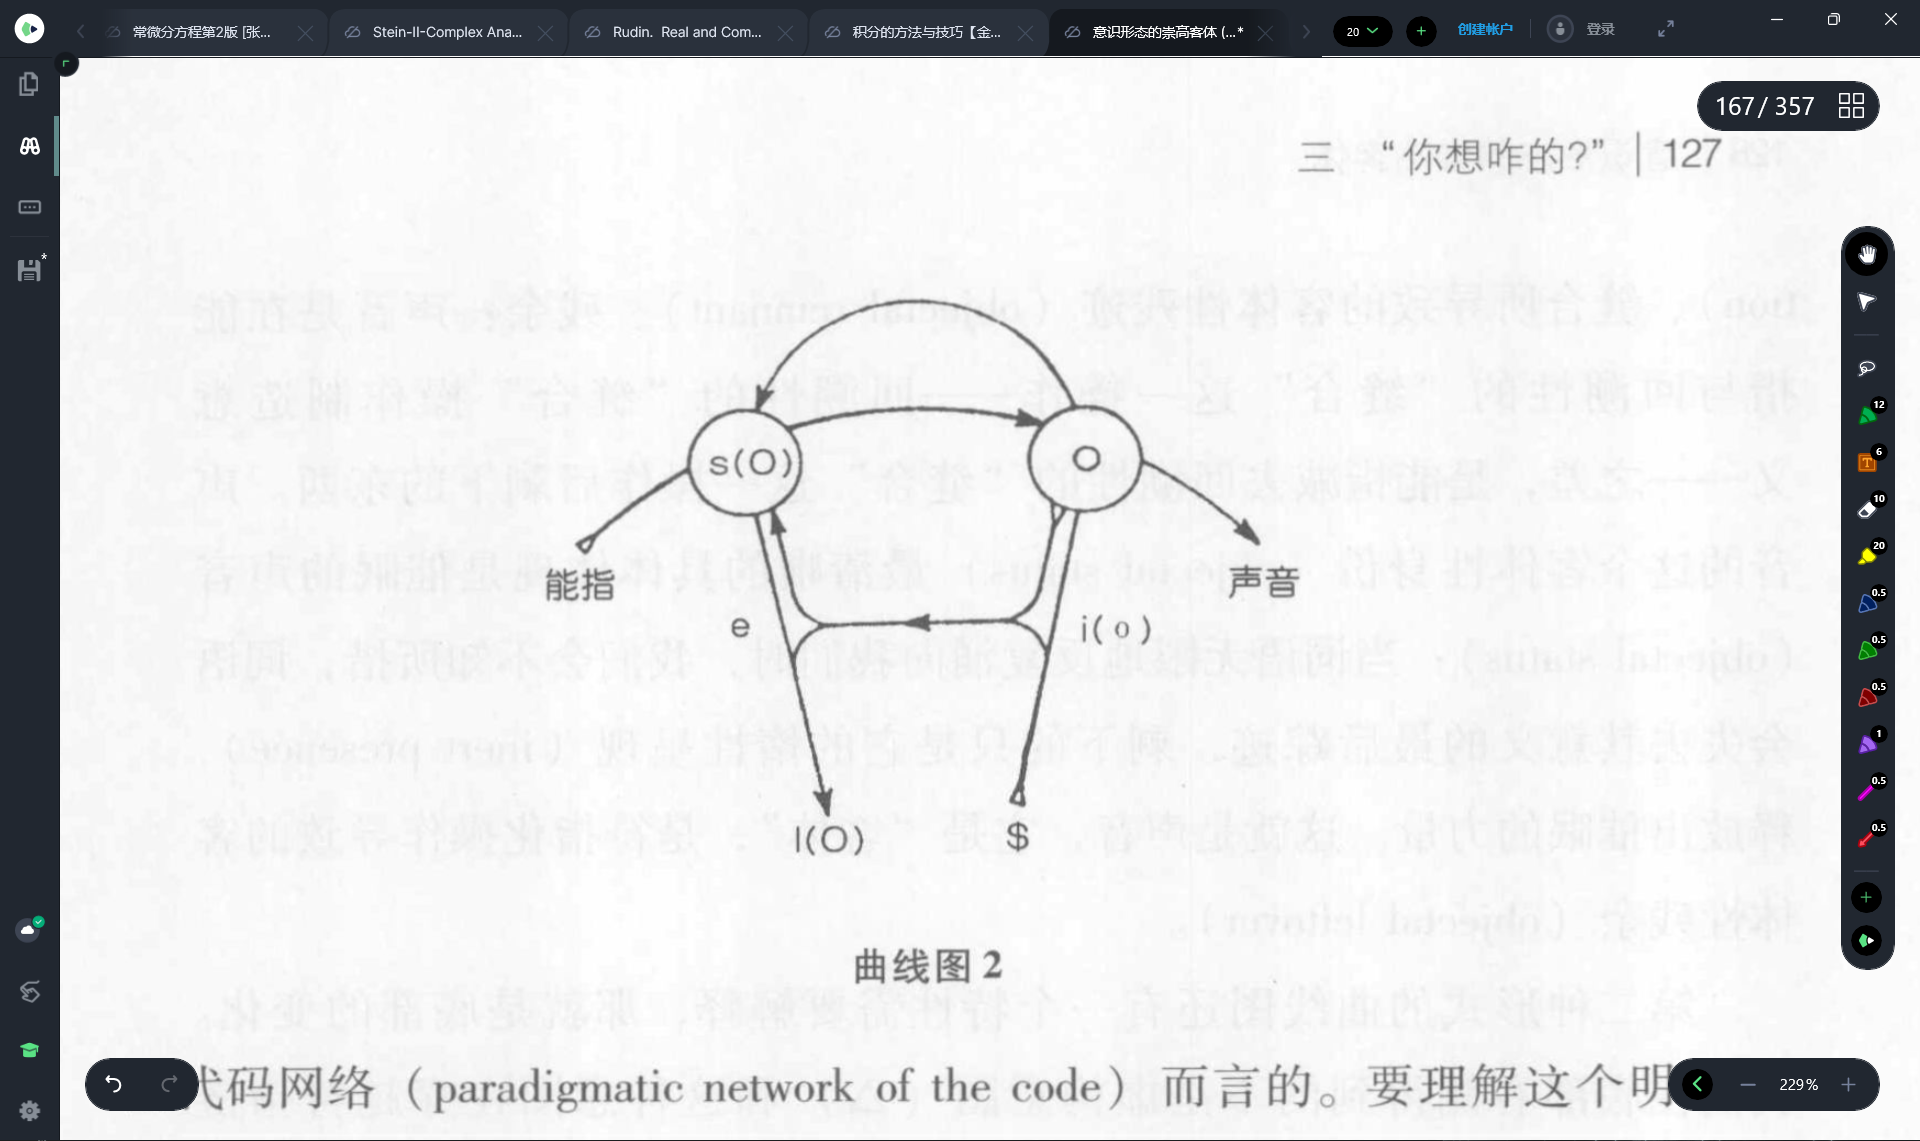 常微分方程第2版 [张...
Stein-II-Complex Ana...
Rudin. Real and Com...
积分的方法与技巧【金...
意识形态的崇高客体 (...*
20
创建帐户
登录
167/ 357
三 “你想咋的?” | 127
s(O)
O
能指
声音
e
i(o)
I(O)
$
曲线图 2
代码网络（paradigmatic network of the code）而言的。要理解这个明
12
T
6
10
20
0.5
0.5
0.5
1
0.5
0.5
229%